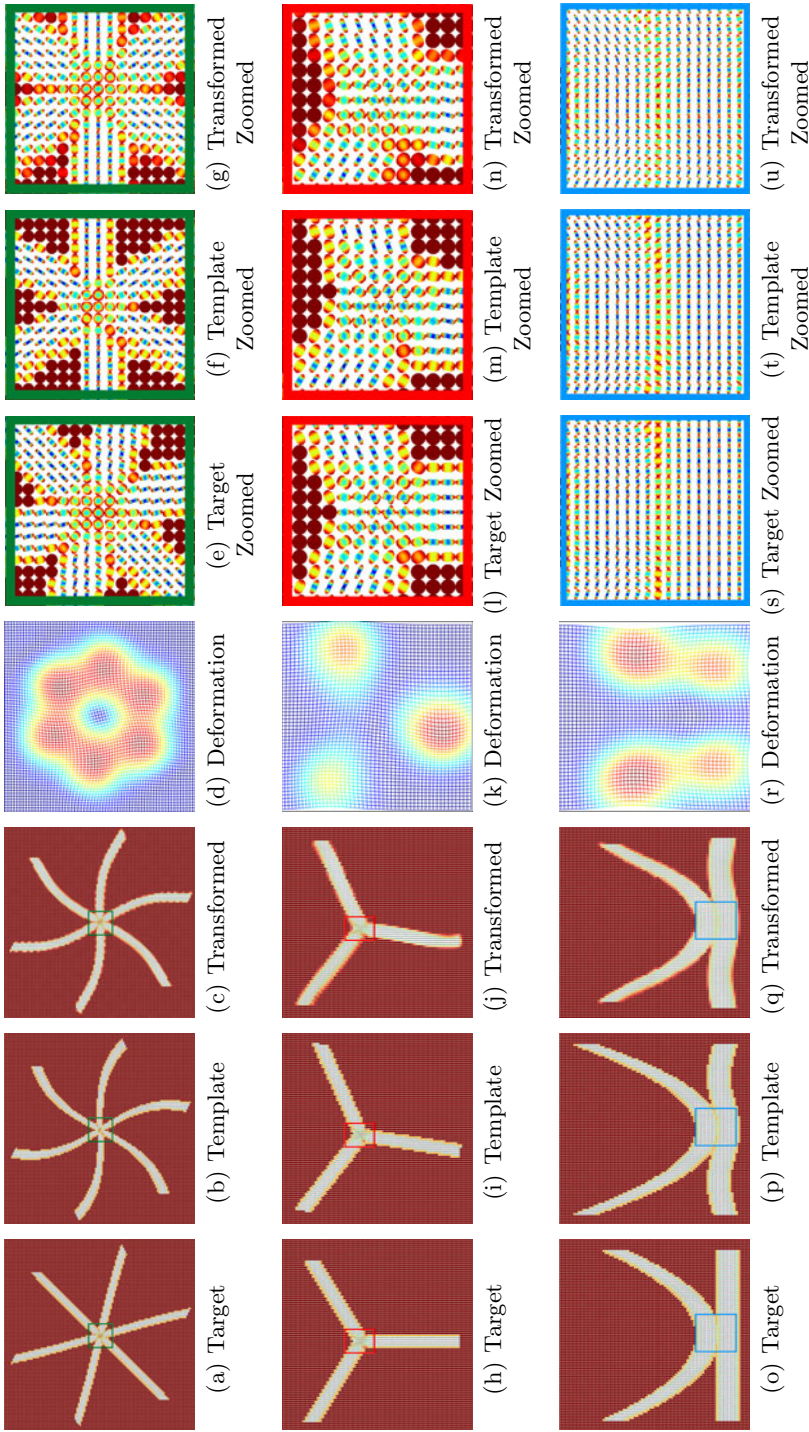 (a) Target
(b) Template
(c) Transformed
(d) Deformation
(e) Target
Zoomed
(f) Template
Zoomed
(g) Transformed
Zoomed
(h) Target
(i) Template
(j) Transformed
(k) Deformation
(l) Target Zoomed
(m) Template
Zoomed
(n) Transformed
Zoomed
(o) Target
(p) Template
(q) Transformed
(r) Deformation
(s) Target Zoomed
(t) Template
Zoomed
(u) Transformed
Zoomed